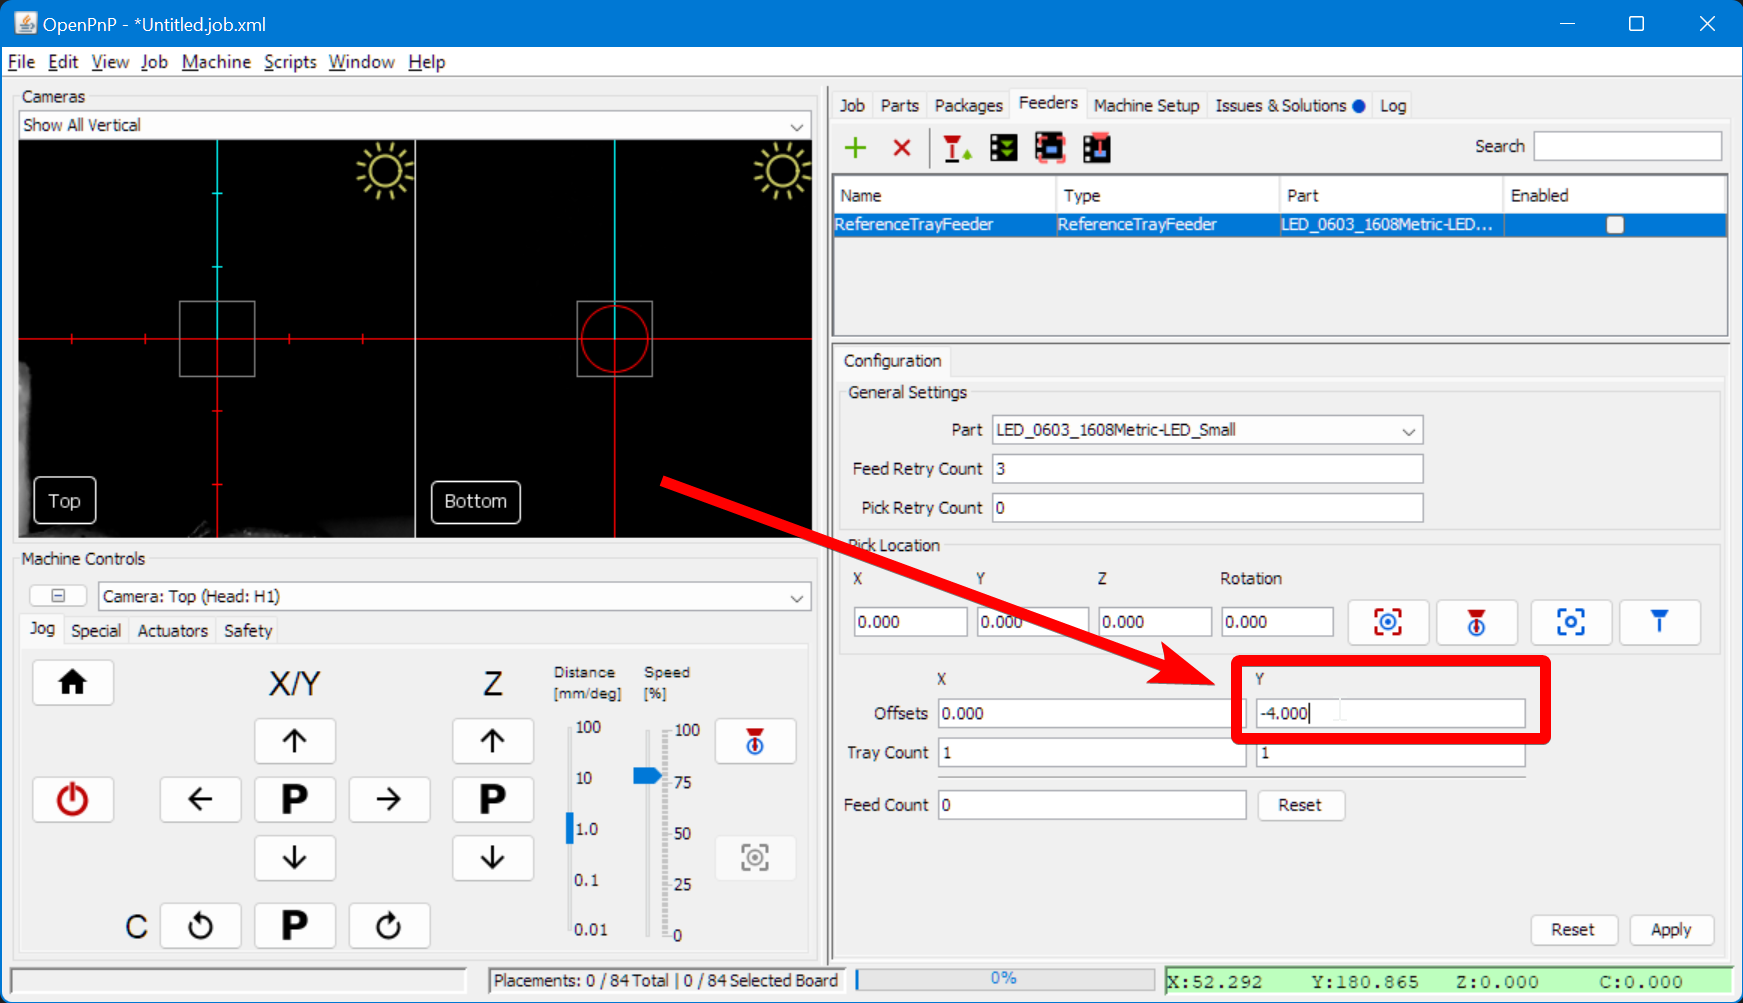 OpenPnP - *Untitled.job.xml
File Edit View Job Machine Scripts Window Help
Cameras
Show All Vertical
Top
Bottom
Machine Controls
Camera: Top (Head: H1)
Jog Special Actuators Safety
X/Y
Z
Distance
[mm/deg]
Speed
[%]
100
10
1.0
0.1
0.01
100
75
50
25
0
P
P
C
P
Job Parts Packages Feeders Machine Setup Issues & Solutions Log
Search
Name Type Part Enabled
ReferenceTrayFeeder ReferenceTrayFeeder LED_0603_1608Metric-LED...
Configuration
General Settings
Part LED_0603_1608Metric-LED_Small
Feed Retry Count 3
Pick Retry Count 0
Pick Location
X Y Z Rotation
0.000 0.000 0.000 0.000
X Y
Offsets 0.000 -4.000
Tray Count 1 1
Feed Count 0 Reset
Reset Apply
Placements: 0 / 84 Total | 0 / 84 Selected Board
0%
X:52.292 Y:180.865 Z:0.000 C:0.000